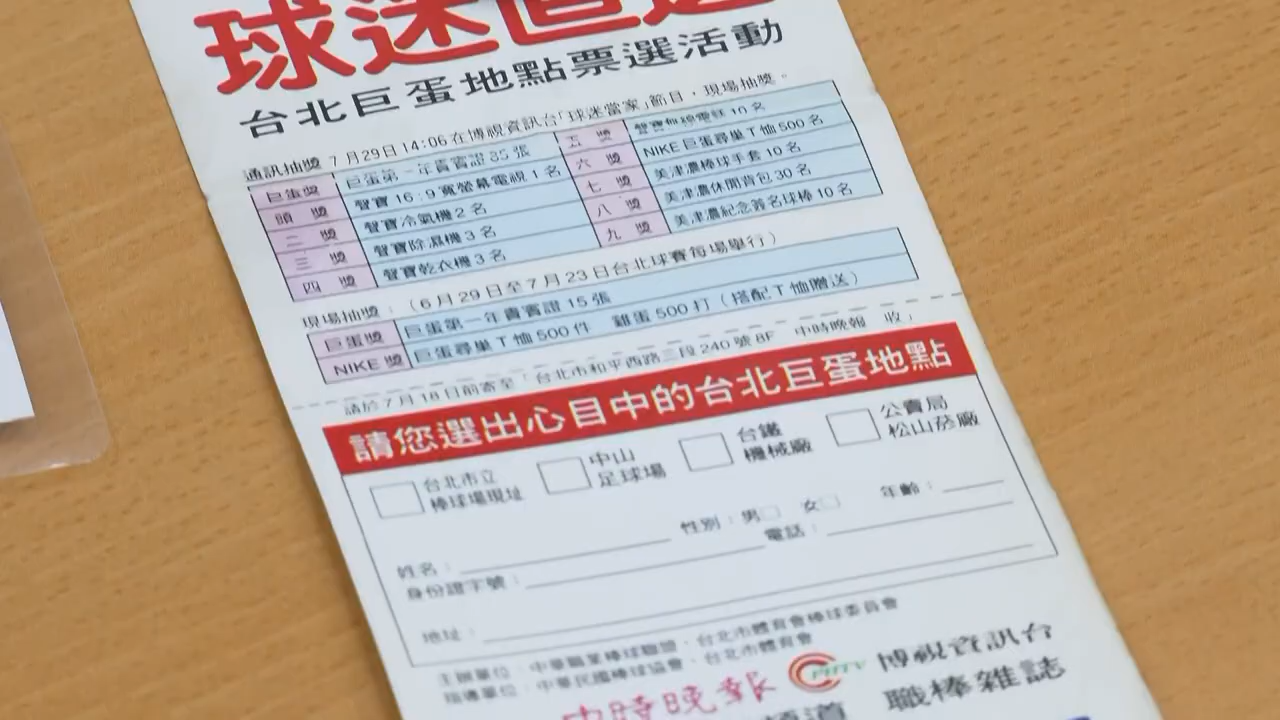 球迷直選
台北巨蛋地點票選活動
通訊抽獎 7月29日14:06在博視資訊台「球迷當家」節目，現場抽獎。
巨蛋獎 巨蛋第一年貴賓證35張
頭獎 聲寶16:9寬螢幕電視1名
二獎 聲寶冷氣機2名
三獎 聲寶除濕機3名
四獎 聲寶乾衣機3名
五獎 聲寶無線電話10名
六獎 NIKE巨蛋尋巢T恤500名
七獎 美津濃棒球手套10名
八獎 美津濃休閒背包30名
九獎 美津濃紀念簽名球棒10名
現場抽獎：（6月29日至7月23日台北球賽每場舉行）
巨蛋獎 巨蛋第一年貴賓證15張
NIKE獎 巨蛋尋巢T恤500件 雞蛋500打（搭配T恤贈送）
請於7月18日前寄至「台北市和平西路三段240號8F 中時晚報 收」
請您選出心目中的台北巨蛋地點
台北市立棒球場現址
中山足球場
台鐵機械廠
公賣局松山菸廠
姓名： 性別：男 女 年齡：
身份證字號： 電話：
地址：
主辦單位：中華職業棒球聯盟、台北市體育會棒球委員會
指導單位：中華民國棒球協會、台北市體育會
中時晚報 CPHTV 博視資訊台
頻道 職棒雜誌